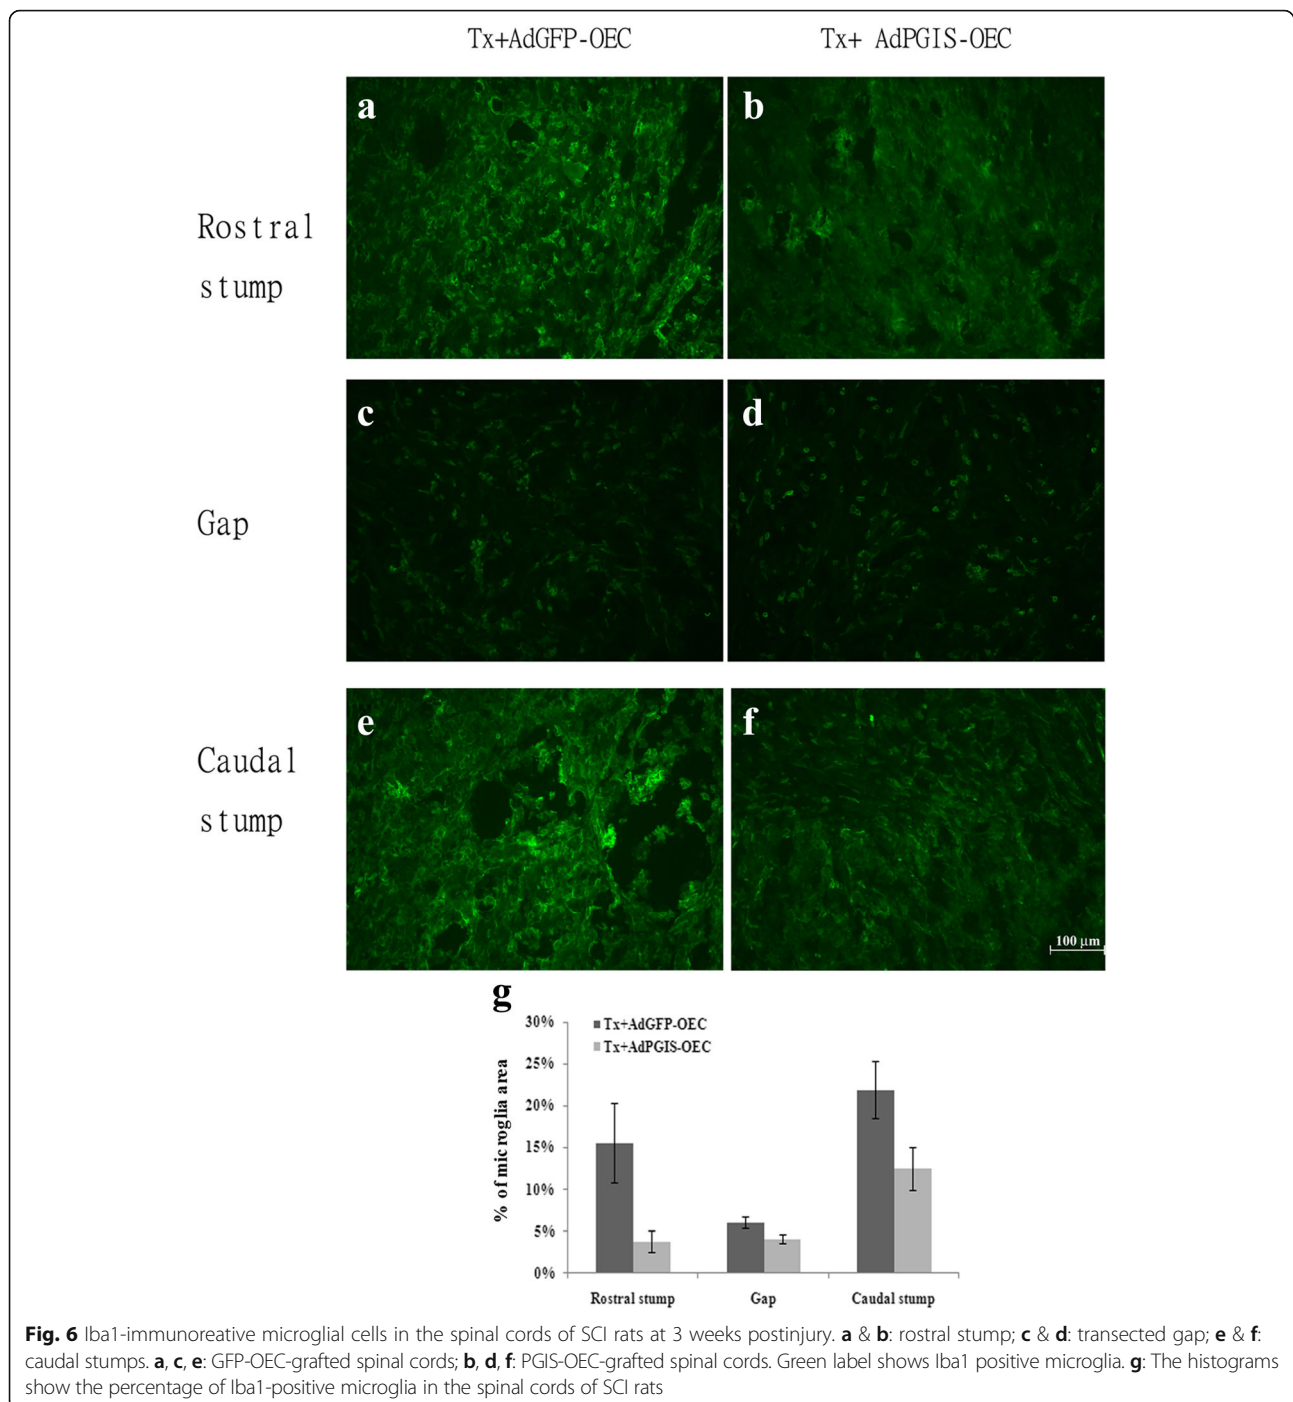 Tx+AdGFP-OEC Tx+ AdPGIS-OEC
a b
Rostral
stump
c d
Gap
e f
Caudal
stump
100 µm
g
30%
25%
20%
15%
10%
5%
0%
% of microglia area
Tx+AdGFP-OEC
Tx+AdPGIS-OEC
Rostral stump Gap Caudal stump
Fig. 6 Iba1-immunoreative microglial cells in the spinal cords of SCI rats at 3 weeks postinjury. a & b: rostral stump; c & d: transected gap; e & f:
caudal stumps. a, c, e: GFP-OEC-grafted spinal cords; b, d, f: PGIS-OEC-grafted spinal cords. Green label shows Iba1 positive microglia. g: The histograms
show the percentage of Iba1-positive microglia in the spinal cords of SCI rats